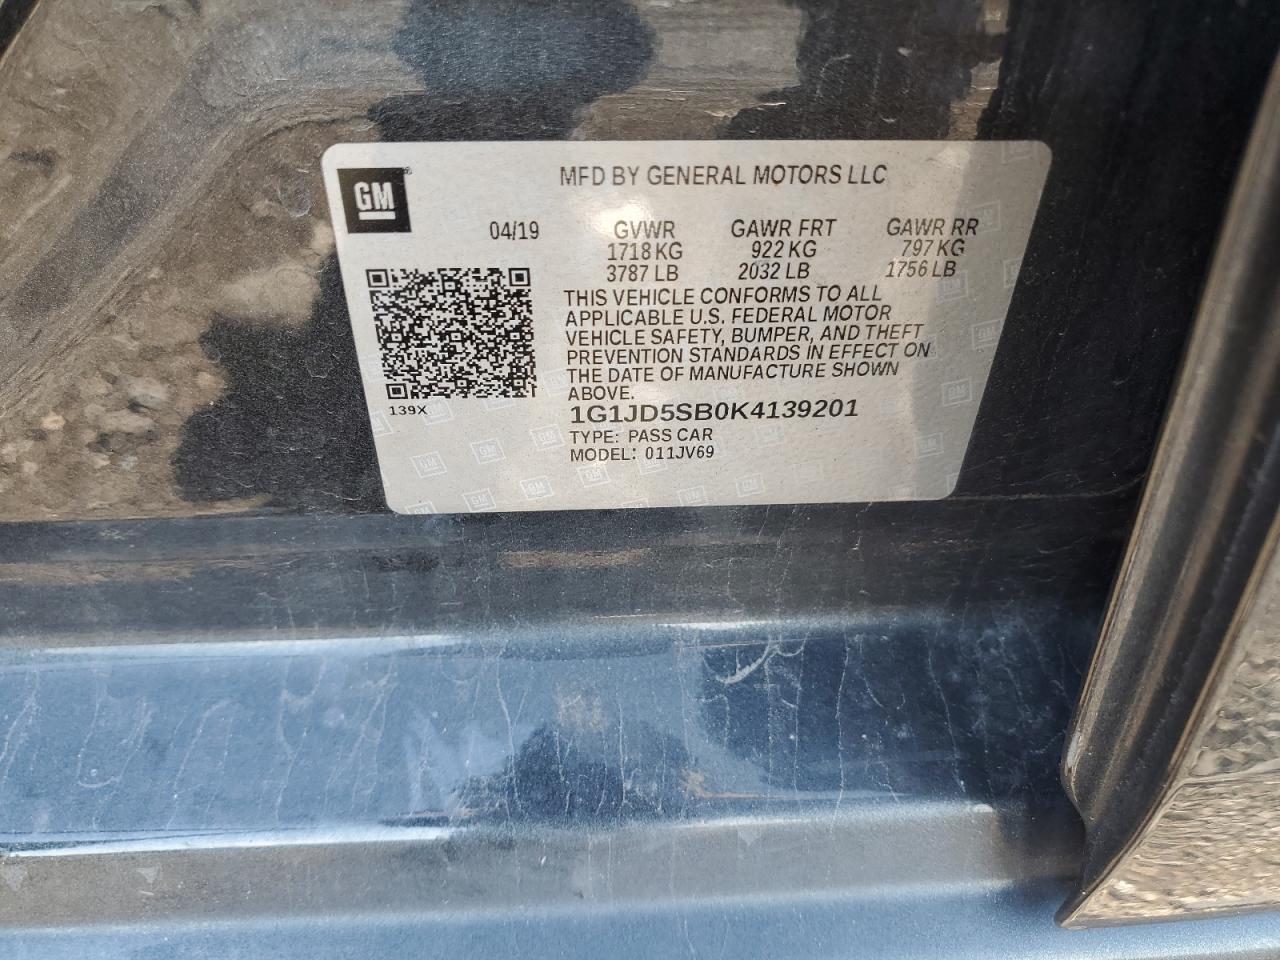 MFD BY GENERAL MOTORS LLC
GM
04/19 GVWR GAWR FRT GAWR RR
1718 KG 922 KG 797 KG
3787 LB 2032 LB 1756 LB
THIS VEHICLE CONFORMS TO ALL
APPLICABLE U.S. FEDERAL MOTOR
VEHICLE SAFETY, BUMPER, AND THEFT
PREVENTION STANDARDS IN EFFECT ON
THE DATE OF MANUFACTURE SHOWN
ABOVE.
139X
1G1JD5SB0K4139201
TYPE: PASS CAR
MODEL: 011JV69